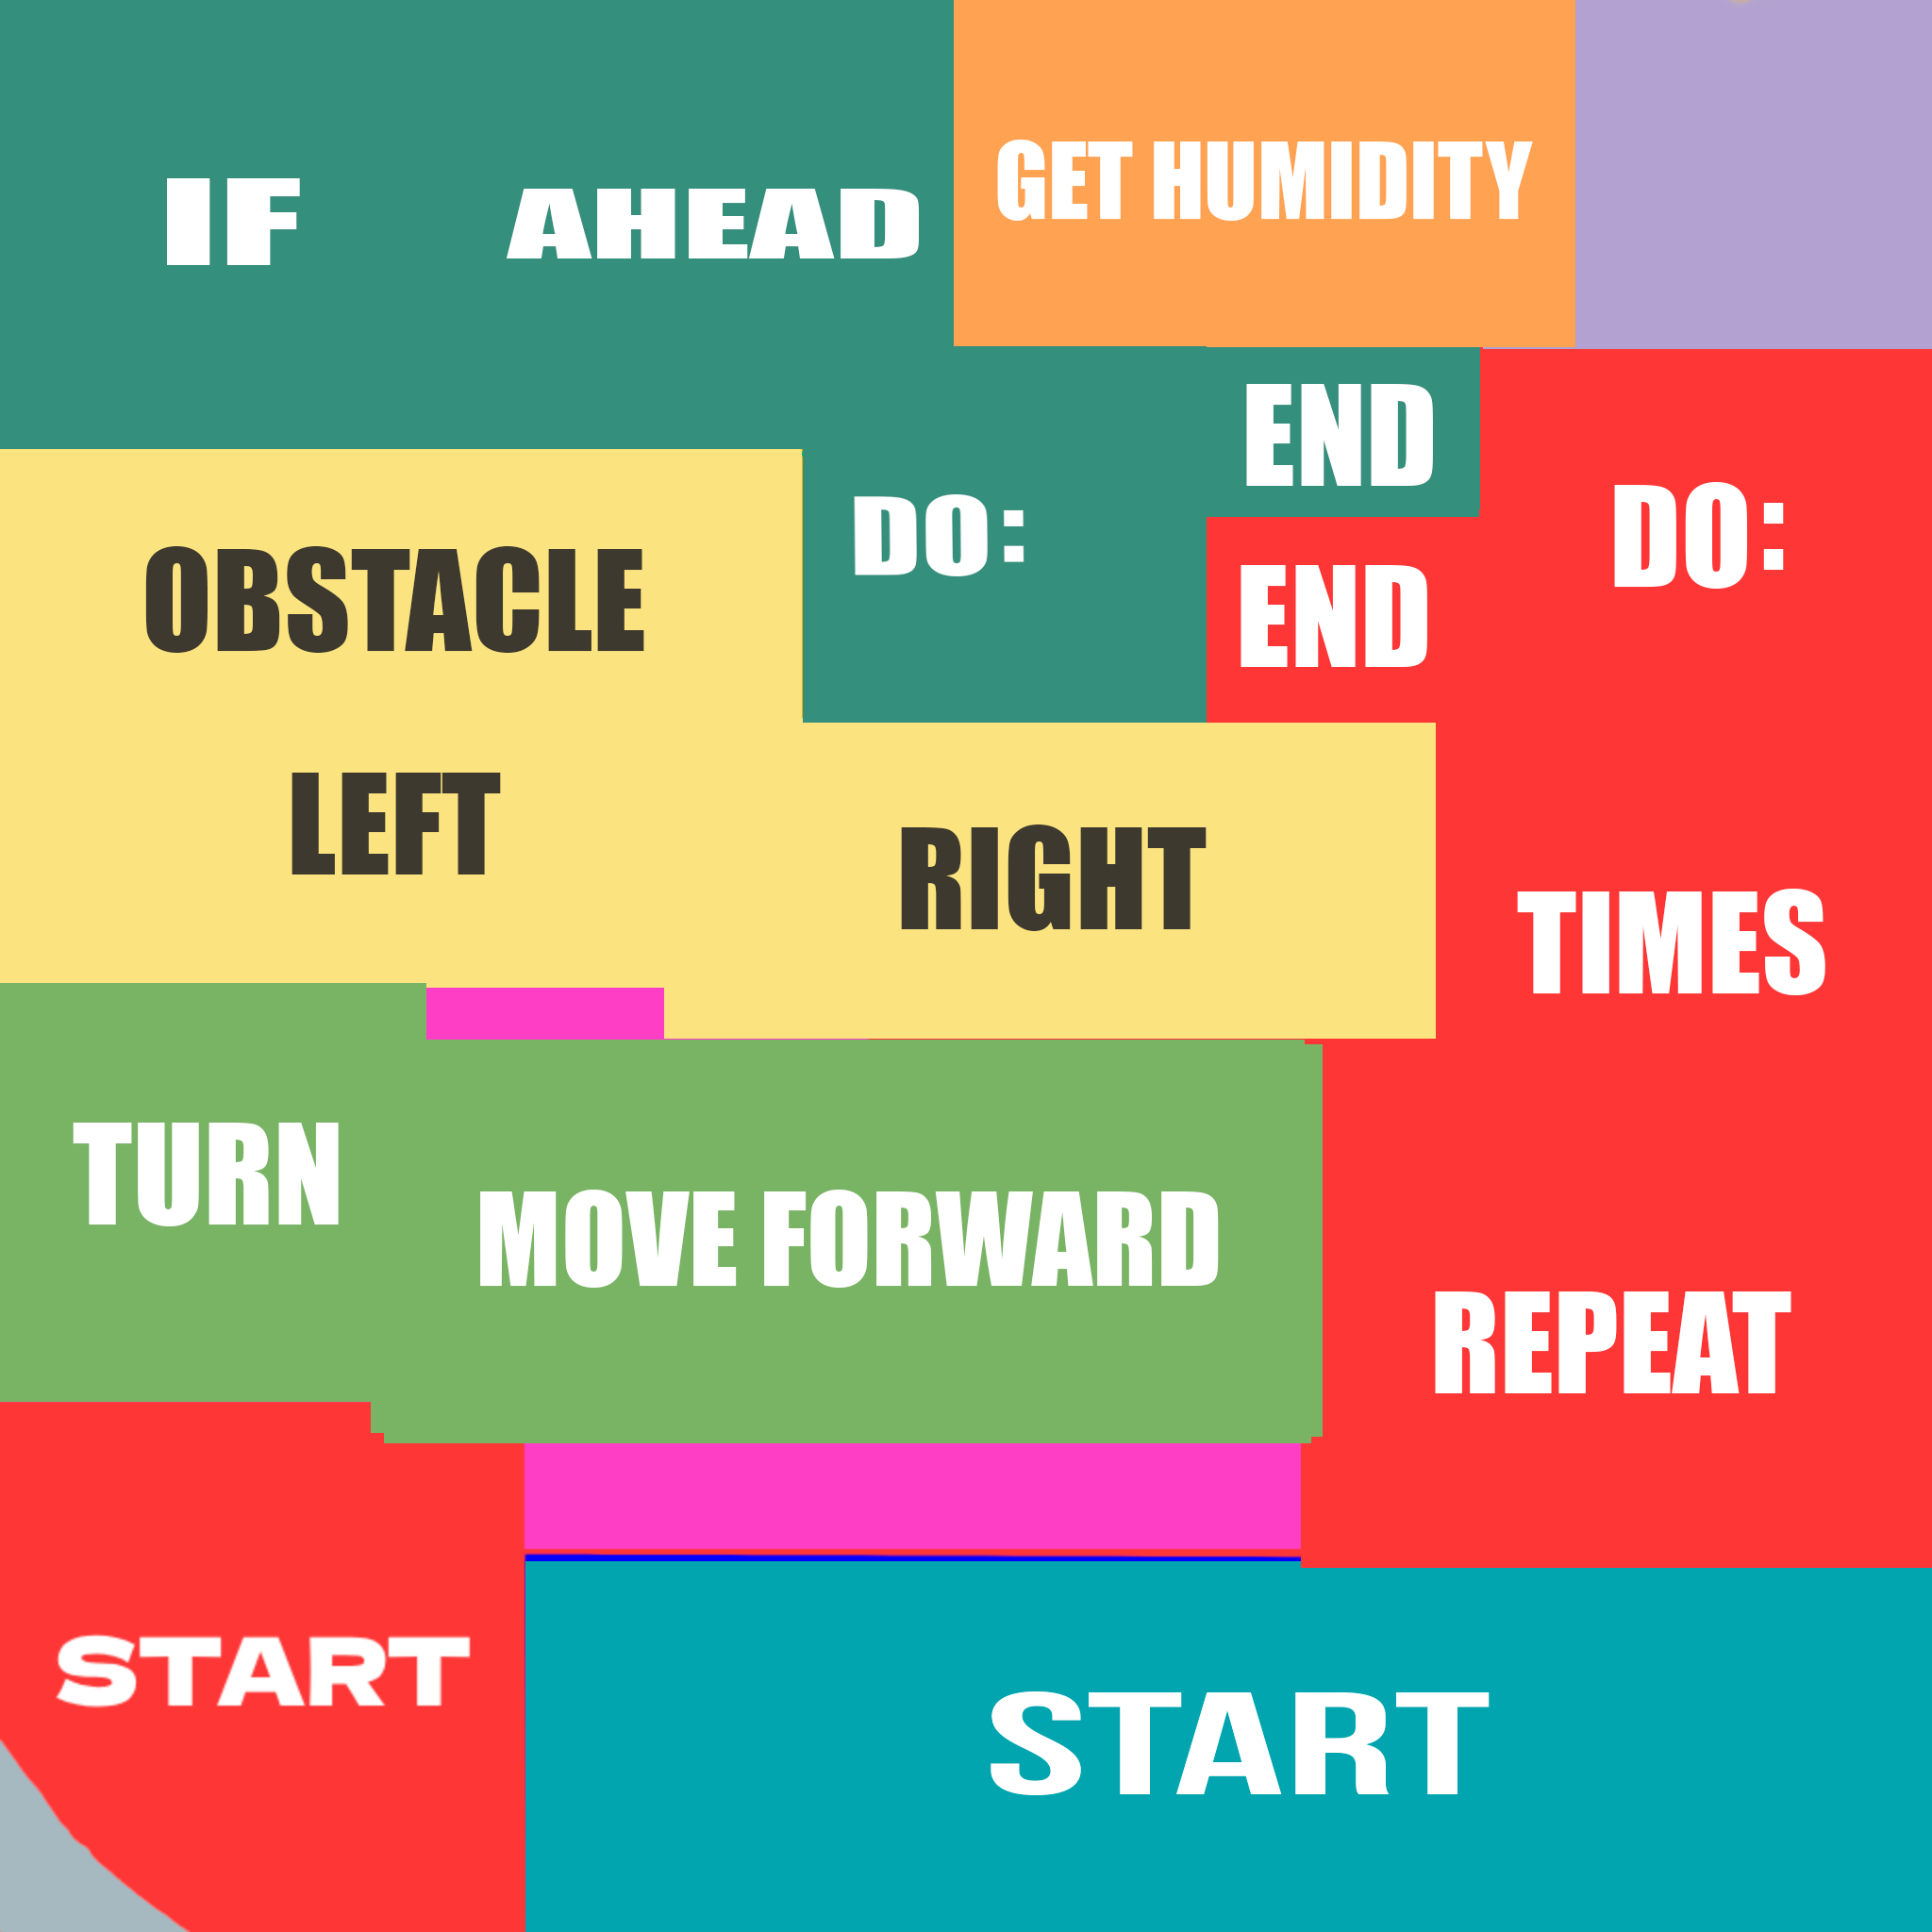 IF AHEAD
GET HUMIDITY
END
DO:
DO:
OBSTACLE
END
LEFT
RIGHT
TIMES
TURN
MOVE FORWARD
REPEAT
START
START